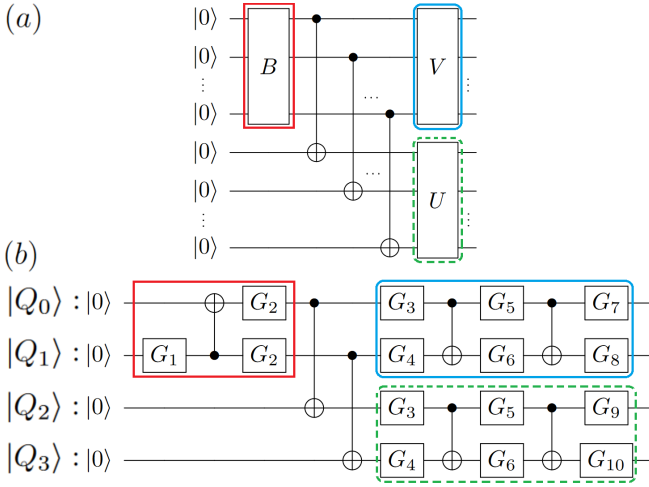 (a)
|0⟩
|0⟩ B V
⋮ ... ⋮
|0⟩
|0⟩
|0⟩ ... U
⋮ ⋮
|0⟩
(b)
|Q₀⟩ : |0⟩ G₂ G₃ G₅ G₇
|Q₁⟩ : |0⟩ G₁ G₂ G₄ G₆ G₈
|Q₂⟩ : |0⟩ G₃ G₅ G₉
|Q₃⟩ : |0⟩ G₄ G₆ G₁₀